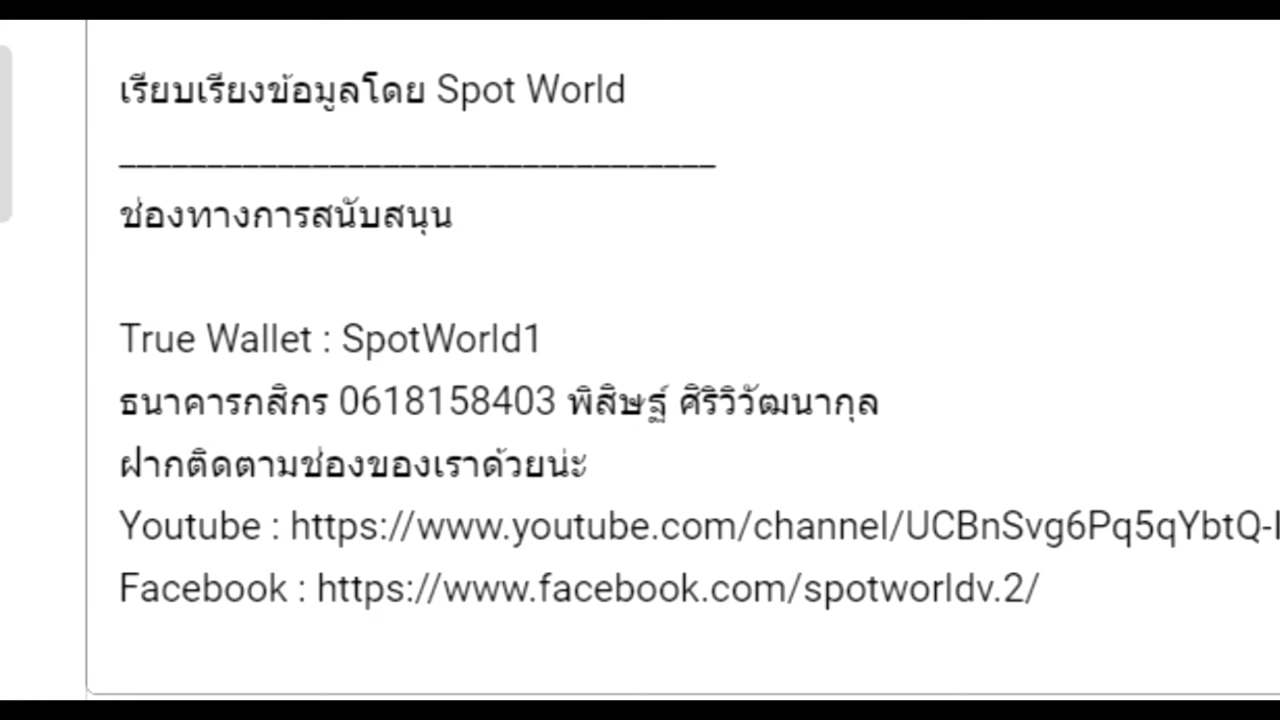 เรียบเรียงข้อมูลโดย Spot World
__________________________________
ช่องทางการสนับสนุน
True Wallet : SpotWorld1
ธนาคารกสิกร 0618158403 พิสิษฐ์ ศิริวิวัฒนากุล
ฝากติดตามช่องของเราด้วยน่ะ
Youtube : https://www.youtube.com/channel/UCBnSvg6Pq5qYbtQ-
Facebook : https://www.facebook.com/spotworldv.2/